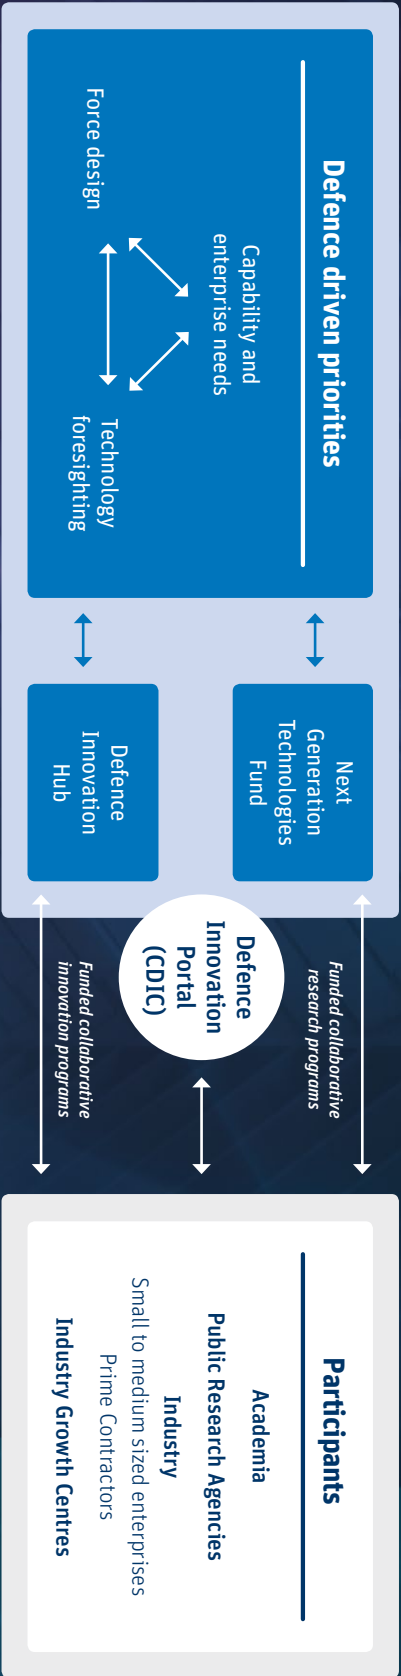 Defence driven priorities
Capability and
enterprise needs
Force design
Technology
foresighting
Next
Generation
Technologies
Fund
Defence
Innovation
Hub
Defence
Innovation
Portal
(CDIC)
Funded collaborative
research programs
Funded collaborative
innovation programs
Participants
Academia
Public Research Agencies
Industry
Small to medium sized enterprises
Prime Contractors
Industry Growth Centres